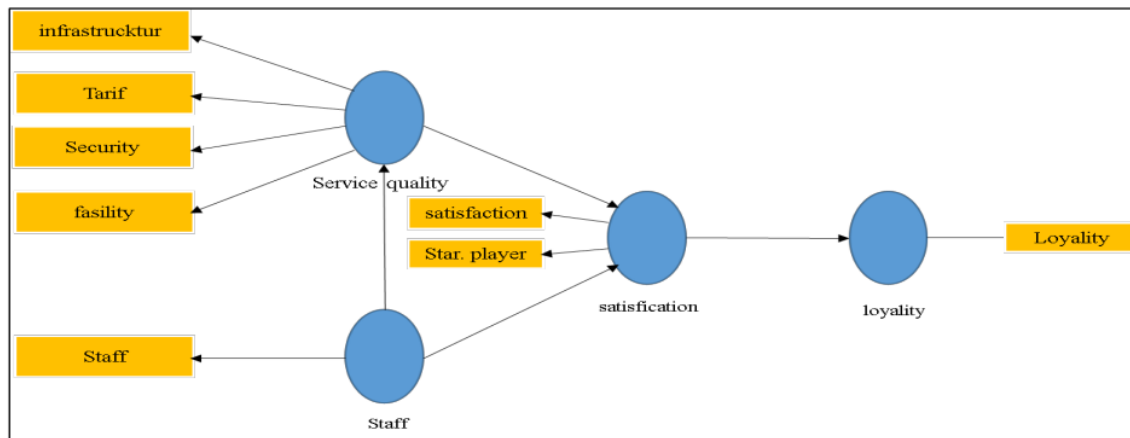 infrastrucktur
Tarif
Security
Service quality
fasility
satisfaction
Star. player
Loyality
satisfication
loyality
Staff
Staff